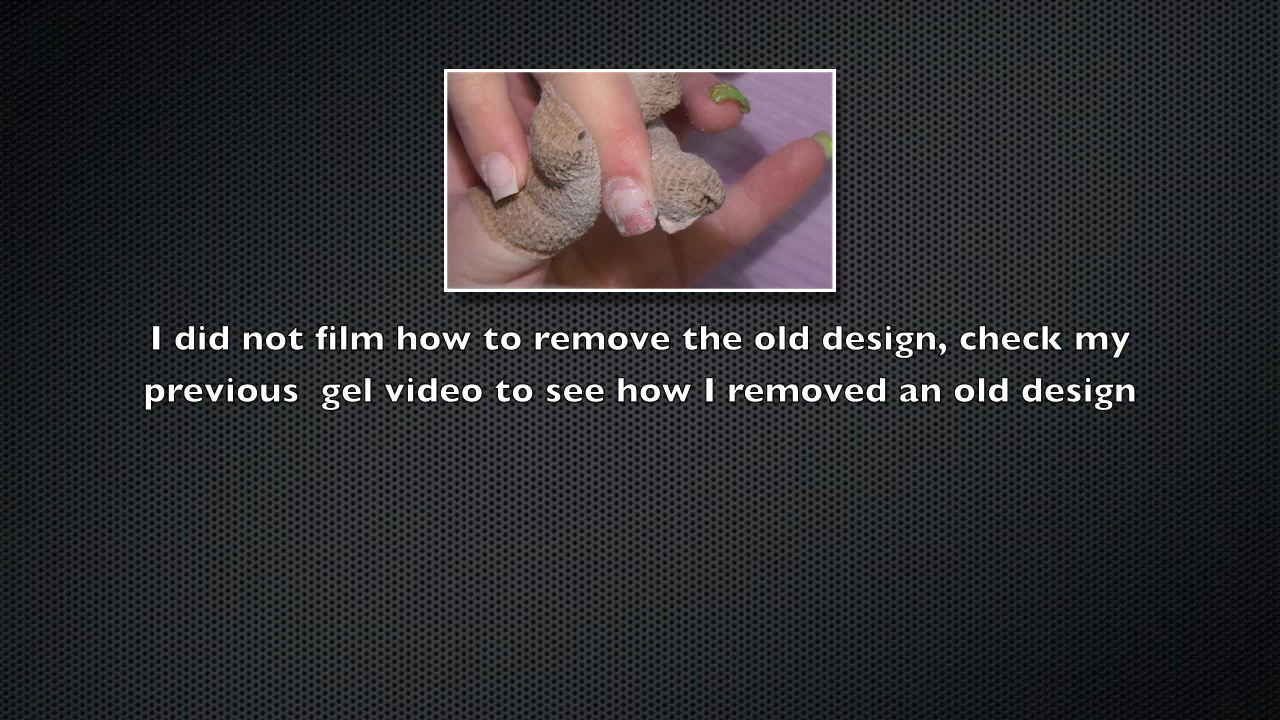 I did not film how to remove the old design, check my
previous  gel video to see how I removed an old design